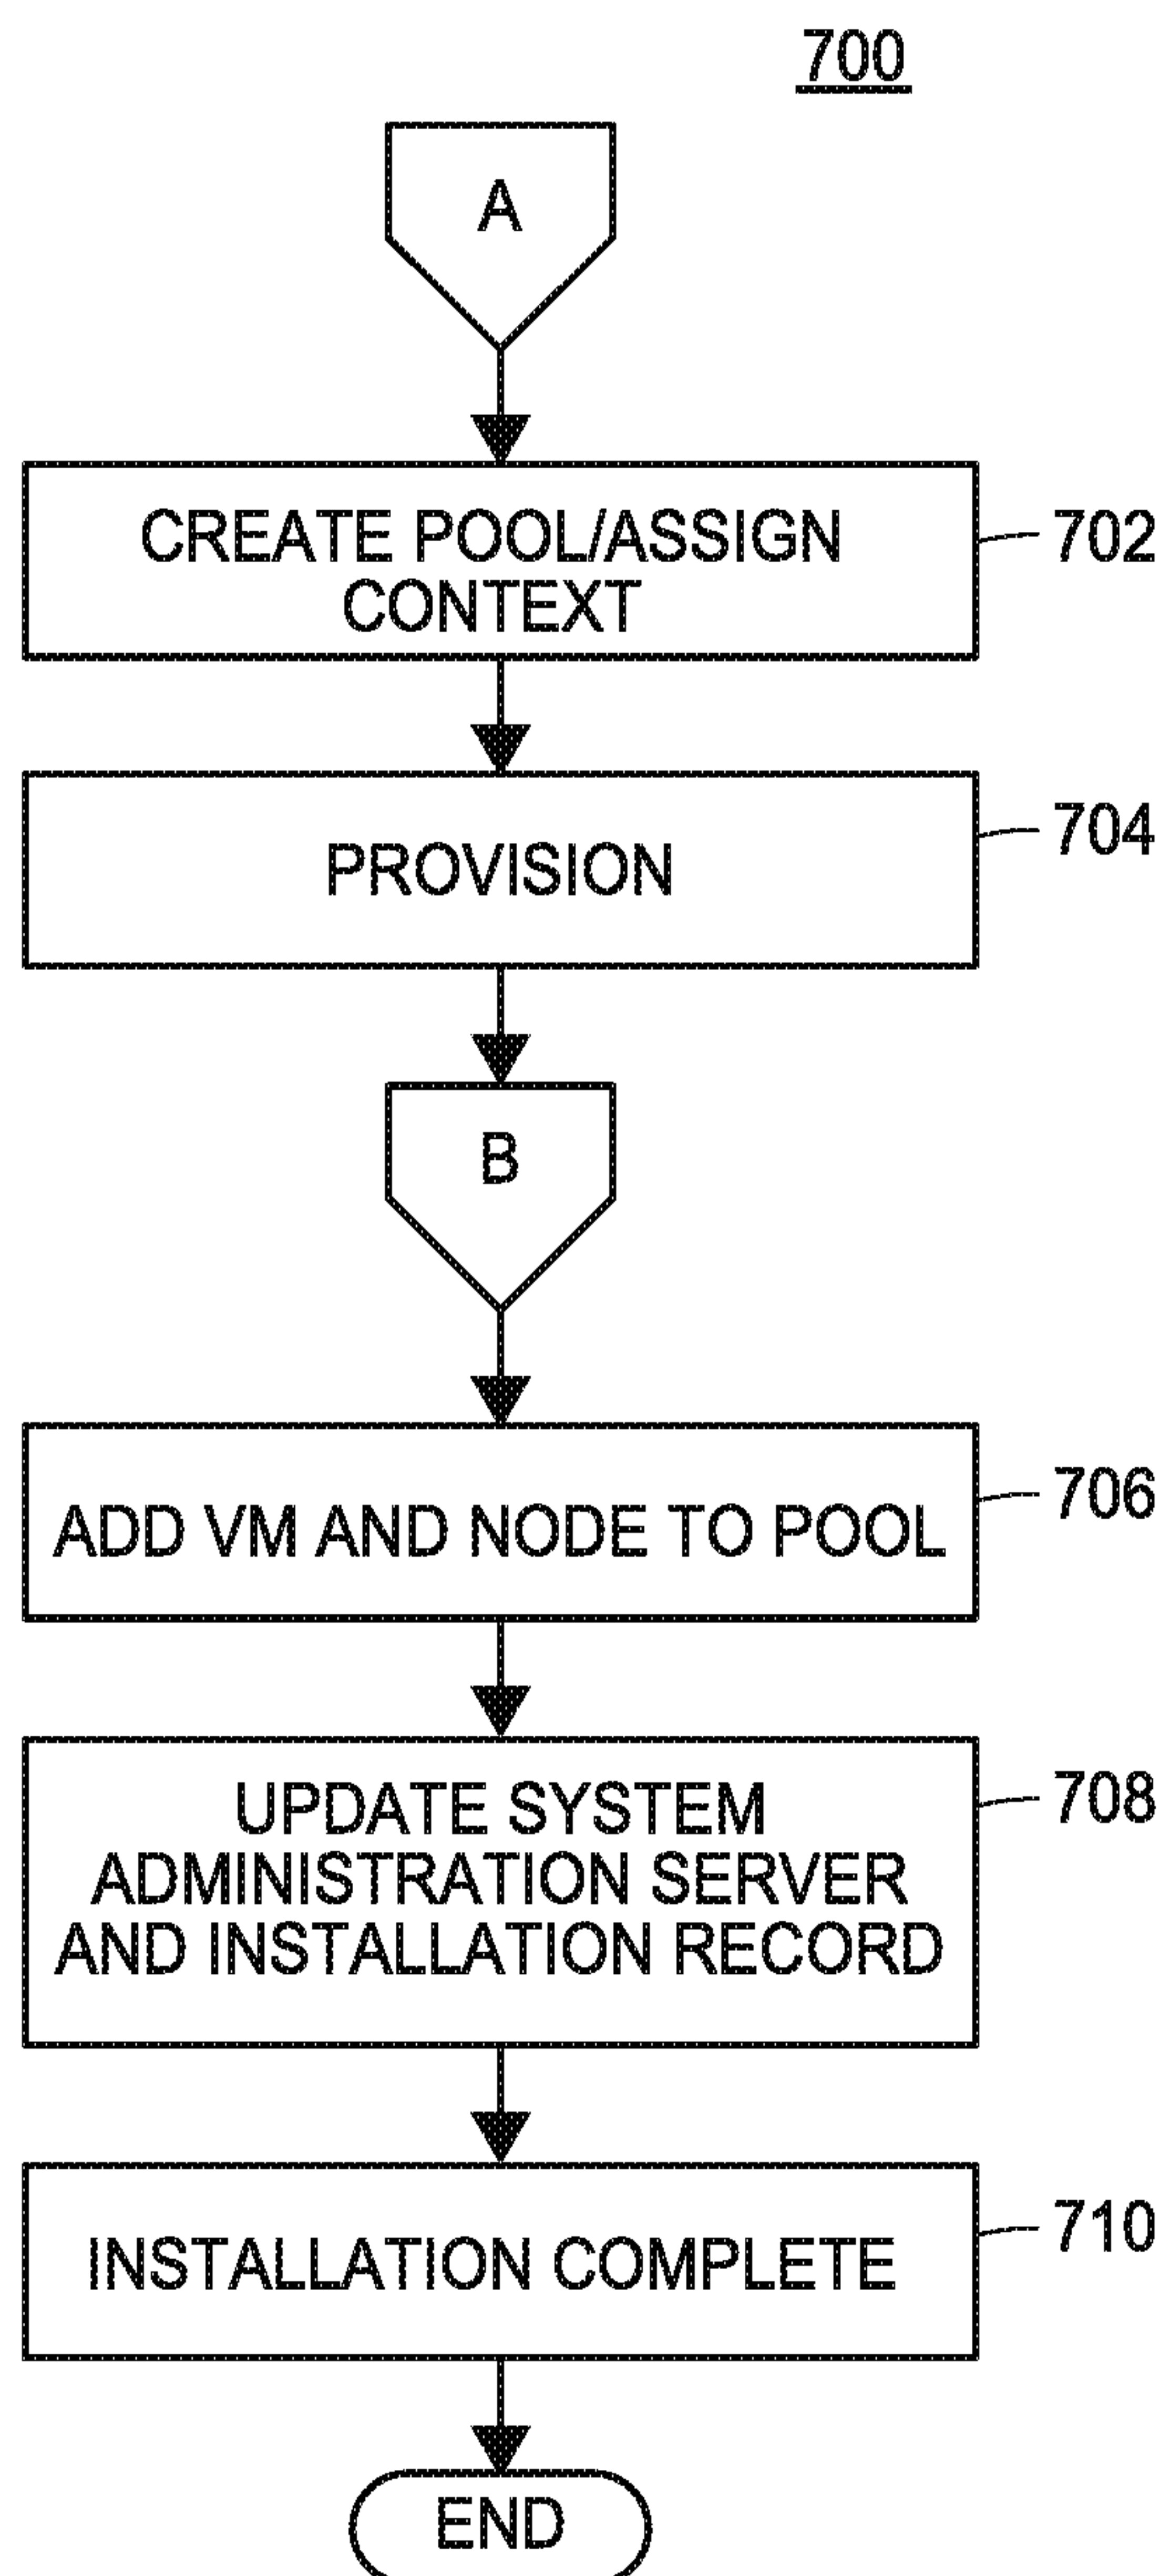 700
A
CREATE POOL/ASSIGN
CONTEXT
702
PROVISION
704
B
ADD VM AND NODE TO POOL
706
UPDATE SYSTEM
ADMINISTRATION SERVER
AND INSTALLATION RECORD
708
INSTALLATION COMPLETE
710
END